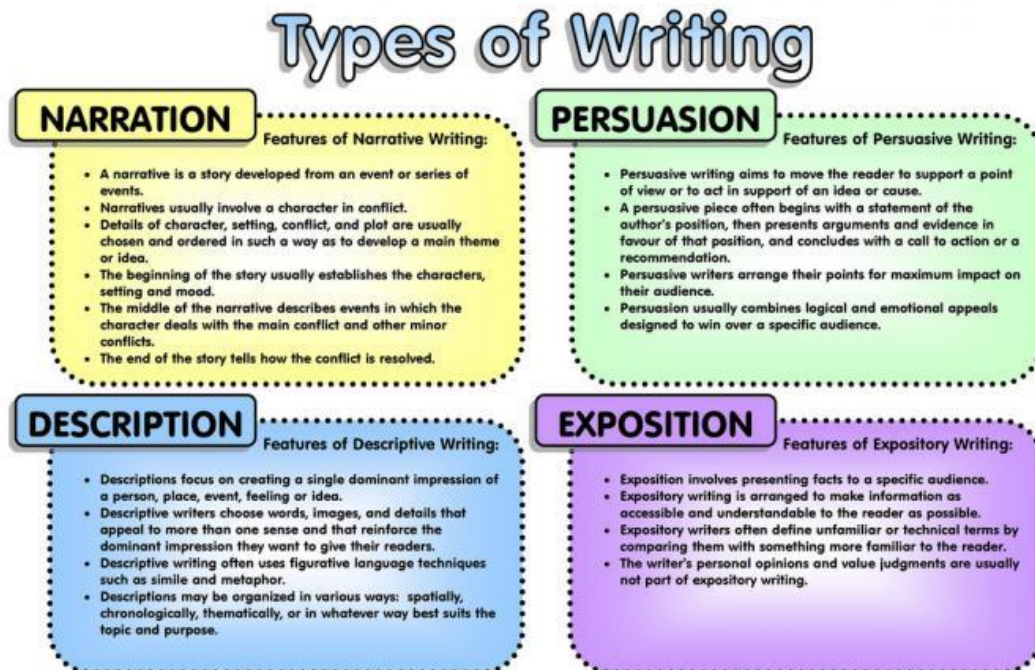 Types of Writing
NARRATION
Features of Narrative Writing:
• A narrative is a story developed from an event or series of
events.
• Narratives usually involve a character in conflict.
• Details of character, setting, conflict, and plot are usually
chosen and ordered in such a way as to develop a main theme
or idea.
• The beginning of the story usually establishes the characters,
setting and mood.
• The middle of the narrative describes events in which the
character deals with the main conflict and other minor
conflicts.
• The end of the story tells how the conflict is resolved.
PERSUASION
Features of Persuasive Writing:
• Persuasive writing aims to move the reader to support a point
of view or to act in support of an idea or cause.
• A persuasive piece often begins with a statement of the
author's position, then presents arguments and evidence in
favour of that position, and concludes with a call to action or a
recommendation.
• Persuasive writers arrange their points for maximum impact on
their audience.
• Persuasion usually combines logical and emotional appeals
designed to win over a specific audience.
DESCRIPTION
Features of Descriptive Writing:
• Descriptions focus on creating a single dominant impression of
a person, place, event, feeling or idea.
• Descriptive writers choose words, images, and details that
appeal to more than one sense and that reinforce the
dominant impression they want to give their readers.
• Descriptive writing often uses figurative language techniques
such as simile and metaphor.
• Descriptions may be organized in various ways: spatially,
chronologically, thematically, or in whatever way best suits the
topic and purpose.
EXPOSITION
Features of Expository Writing:
• Exposition involves presenting facts to a specific audience.
• Expository writing is arranged to make information as
accessible and understandable to the reader as possible.
• Expository writers often define unfamiliar or technical terms by
comparing them with something more familiar to the reader.
• The writer's personal opinions and value judgments are usually
not part of expository writing.